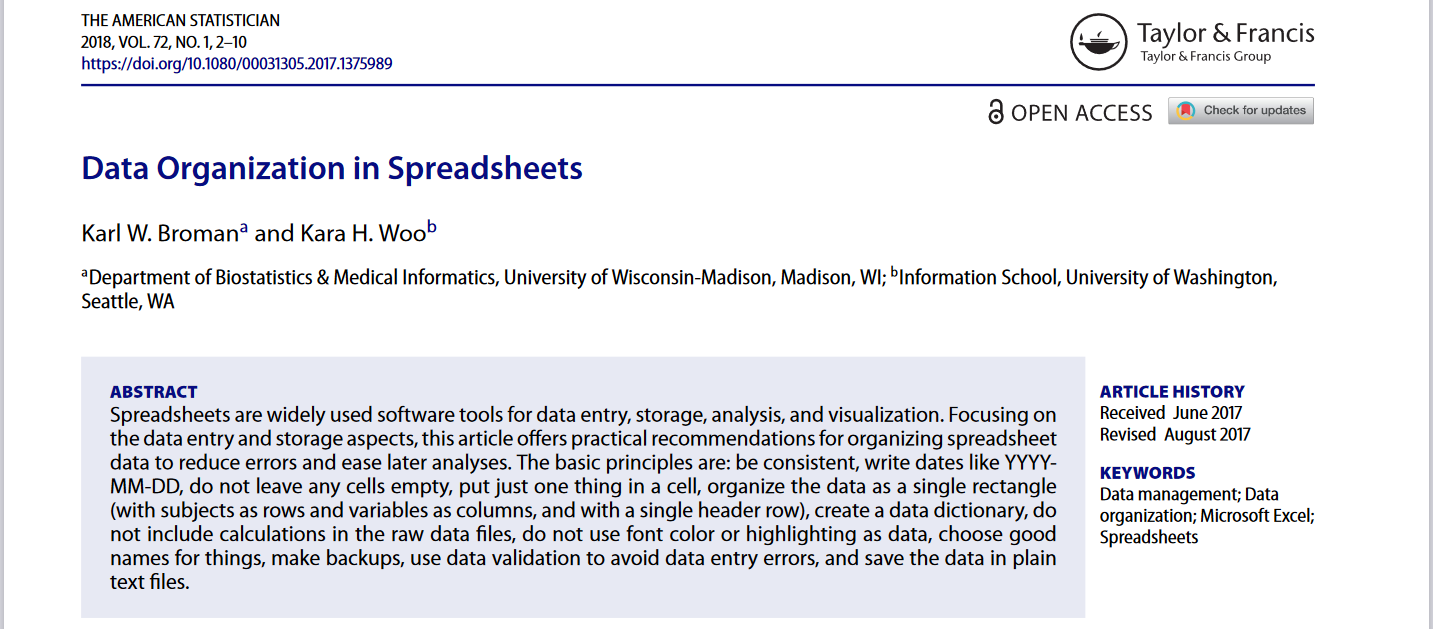 THE AMERICAN STATISTICIAN
2018, VOL. 72, NO. 1, 2–10
https://doi.org/10.1080/00031305.2017.1375989
Taylor & Francis
Taylor & Francis Group
OPEN ACCESS
Check for updates
Data Organization in Spreadsheets
Karl W. Bromanᵃ and Kara H. Wooᵇ
ᵃDepartment of Biostatistics & Medical Informatics, University of Wisconsin-Madison, Madison, WI; ᵇInformation School, University of Washington,
Seattle, WA
ABSTRACT
Spreadsheets are widely used software tools for data entry, storage, analysis, and visualization. Focusing on
the data entry and storage aspects, this article offers practical recommendations for organizing spreadsheet
data to reduce errors and ease later analyses. The basic principles are: be consistent, write dates like YYYY-
MM-DD, do not leave any cells empty, put just one thing in a cell, organize the data as a single rectangle
(with subjects as rows and variables as columns, and with a single header row), create a data dictionary, do
not include calculations in the raw data files, do not use font color or highlighting as data, choose good
names for things, make backups, use data validation to avoid data entry errors, and save the data in plain
text files.
ARTICLE HISTORY
Received June 2017
Revised August 2017
KEYWORDS
Data management; Data
organization; Microsoft Excel;
Spreadsheets